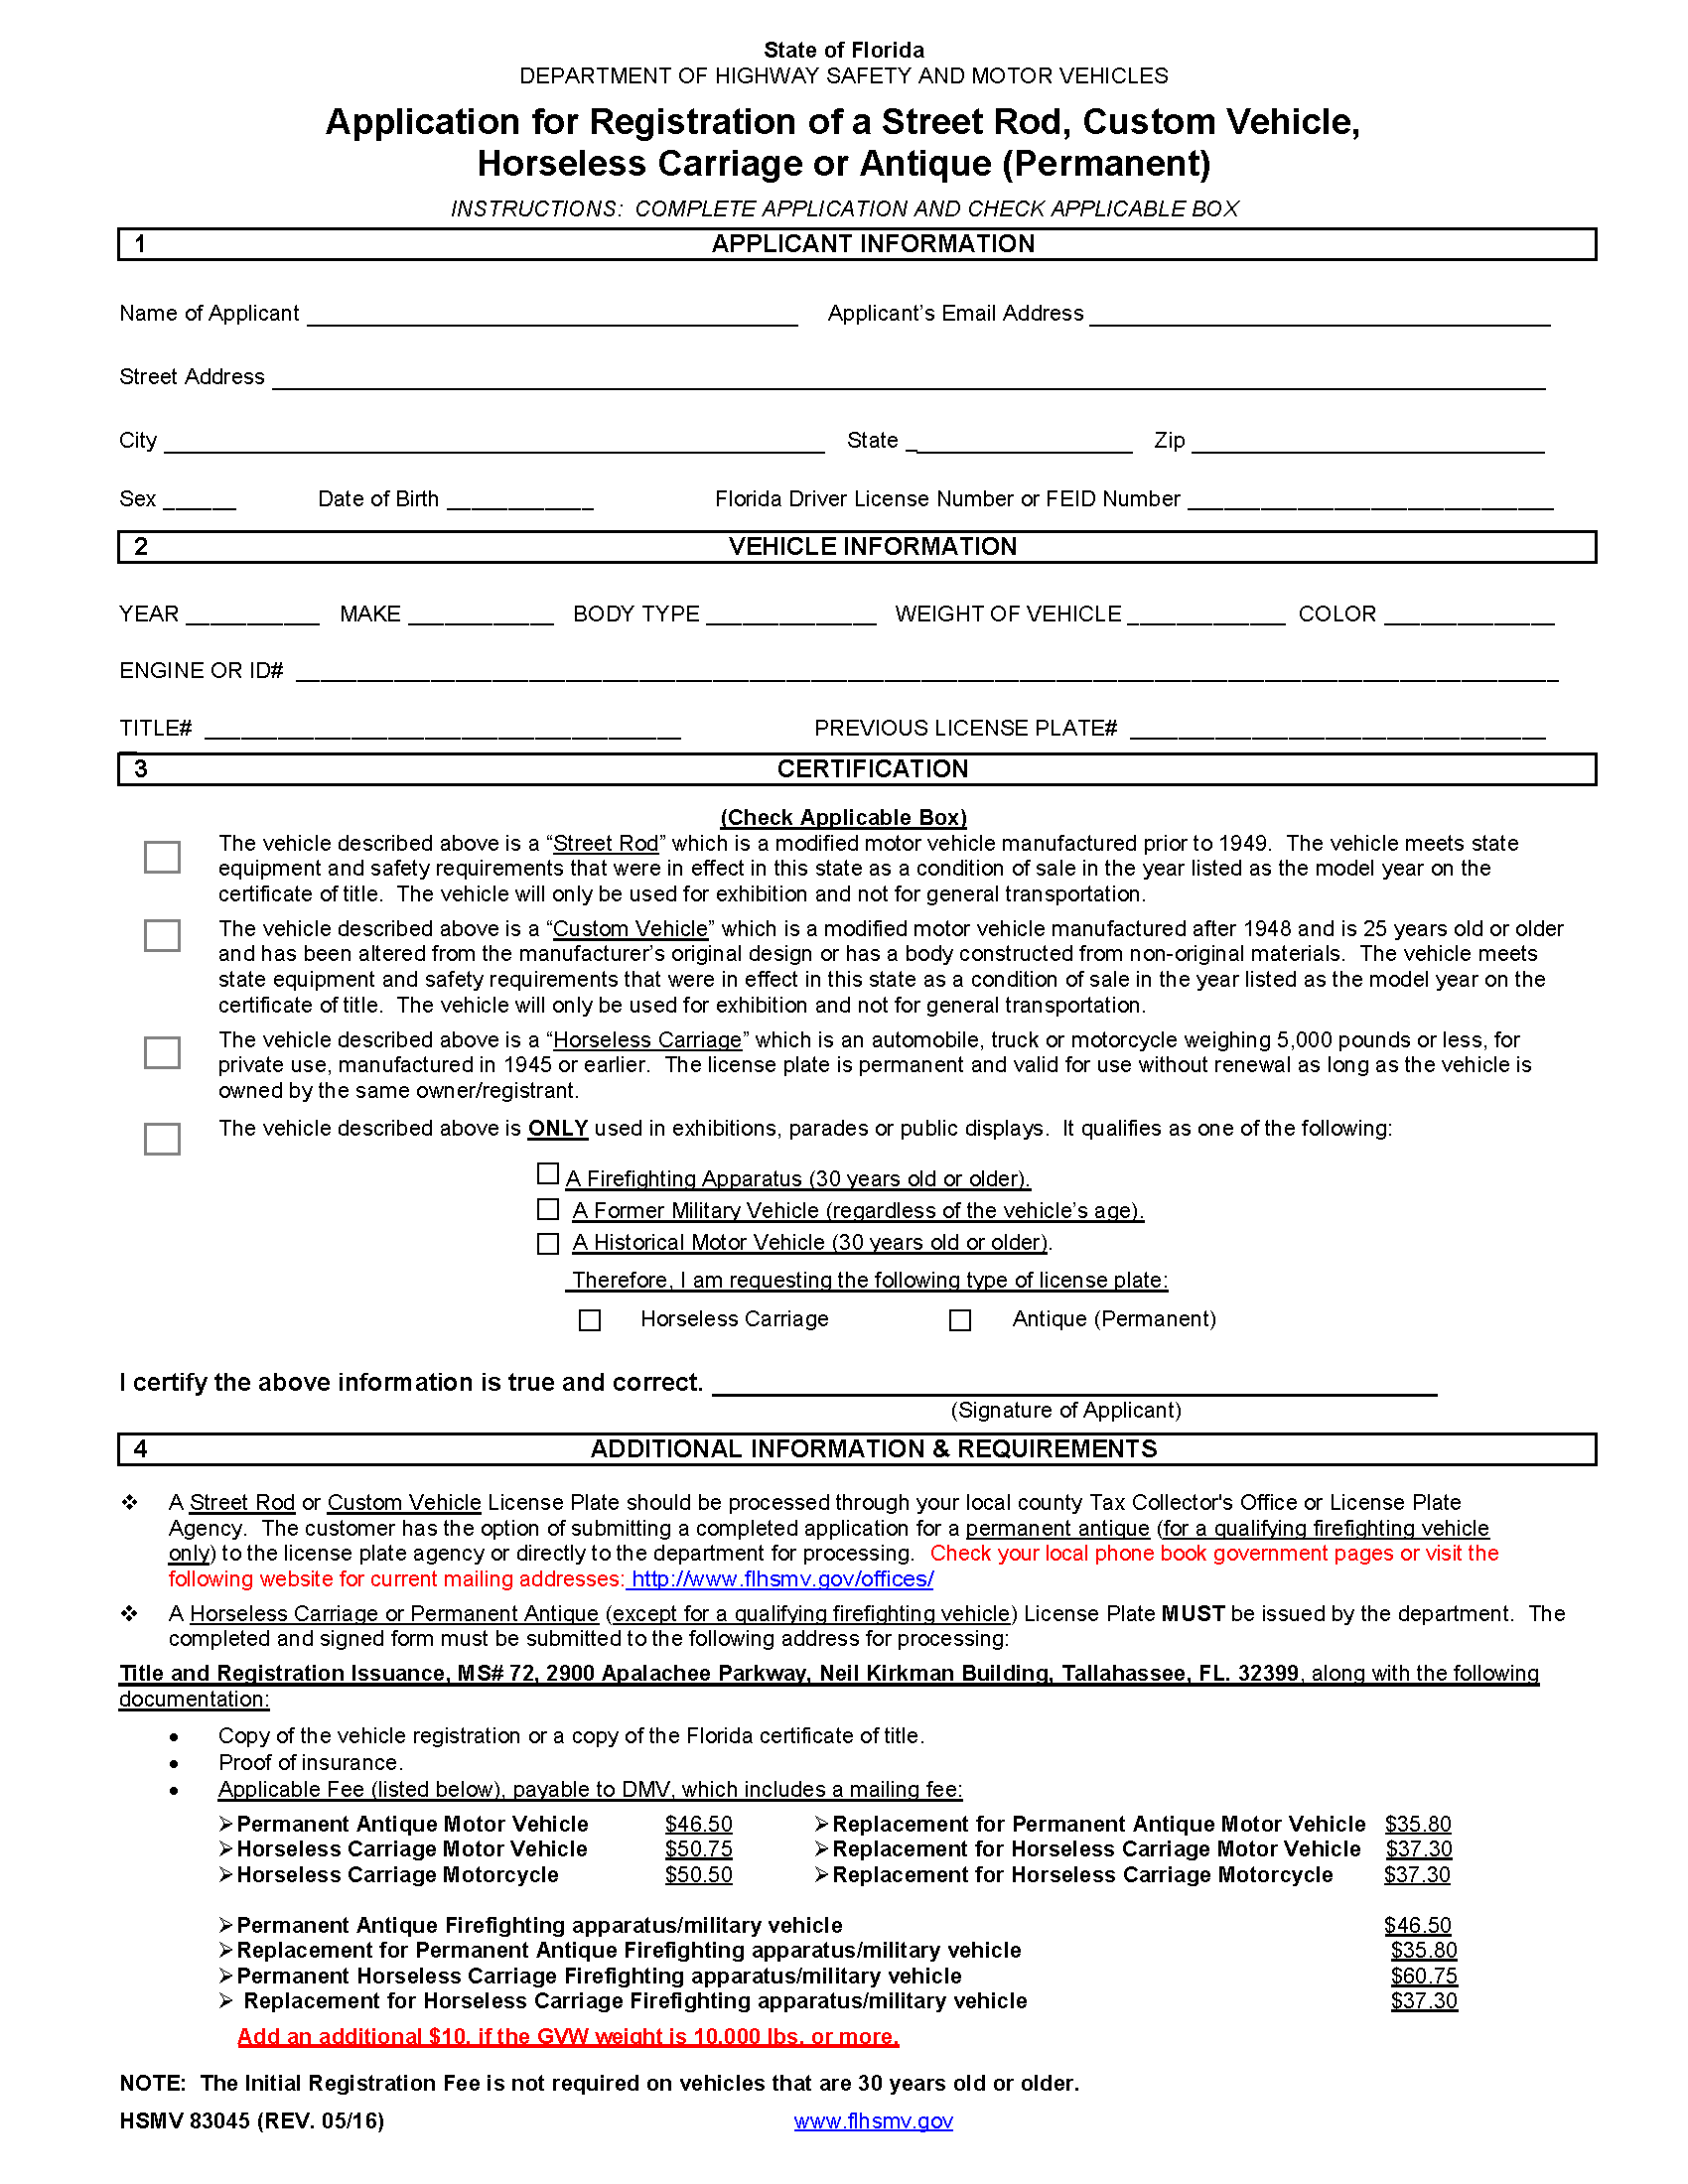 State of Florida
DEPARTMENT OF HIGHWAY SAFETY AND MOTOR VEHICLES
Application for Registration of a Street Rod, Custom Vehicle,
Horseless Carriage or Antique (Permanent)
INSTRUCTIONS: COMPLETE APPLICATION AND CHECK APPLICABLE BOX
1 APPLICANT INFORMATION
Name of Applicant Applicant's Email Address
Street Address
City State Zip
Sex Date of Birth Florida Driver License Number or FEID Number
2 VEHICLE INFORMATION
YEAR MAKE BODY TYPE WEIGHT OF VEHICLE COLOR
ENGINE OR ID#
TITLE# PREVIOUS LICENSE PLATE#
3 CERTIFICATION
(Check Applicable Box)
The vehicle described above is a “Street Rod” which is a modified motor vehicle manufactured prior to 1949. The vehicle meets state
equipment and safety requirements that were in effect in this state as a condition of sale in the year listed as the model year on the
certificate of title. The vehicle will only be used for exhibition and not for general transportation.
The vehicle described above is a “Custom Vehicle” which is a modified motor vehicle manufactured after 1948 and is 25 years old or older
and has been altered from the manufacturer’s original design or has a body constructed from non-original materials. The vehicle meets
state equipment and safety requirements that were in effect in this state as a condition of sale in the year listed as the model year on the
certificate of title. The vehicle will only be used for exhibition and not for general transportation.
The vehicle described above is a “Horseless Carriage” which is an automobile, truck or motorcycle weighing 5,000 pounds or less, for
private use, manufactured in 1945 or earlier. The license plate is permanent and valid for use without renewal as long as the vehicle is
owned by the same owner/registrant.
The vehicle described above is ONLY used in exhibitions, parades or public displays. It qualifies as one of the following:
A Firefighting Apparatus (30 years old or older).
A Former Military Vehicle (regardless of the vehicle’s age).
A Historical Motor Vehicle (30 years old or older).
Therefore, I am requesting the following type of license plate:
Horseless Carriage Antique (Permanent)
I certify the above information is true and correct.
(Signature of Applicant)
4 ADDITIONAL INFORMATION & REQUIREMENTS
❖ A Street Rod or Custom Vehicle License Plate should be processed through your local county Tax Collector's Office or License Plate
Agency. The customer has the option of submitting a completed application for a permanent antique (for a qualifying firefighting vehicle
only) to the license plate agency or directly to the department for processing. Check your local phone book government pages or visit the
following website for current mailing addresses: http://www.flhsmv.gov/offices/
❖ A Horseless Carriage or Permanent Antique (except for a qualifying firefighting vehicle) License Plate MUST be issued by the department. The
completed and signed form must be submitted to the following address for processing:
Title and Registration Issuance, MS# 72, 2900 Apalachee Parkway, Neil Kirkman Building, Tallahassee, FL. 32399, along with the following
documentation:
• Copy of the vehicle registration or a copy of the Florida certificate of title.
• Proof of insurance.
• Applicable Fee (listed below), payable to DMV, which includes a mailing fee:
➢Permanent Antique Motor Vehicle $46.50 ➢Replacement for Permanent Antique Motor Vehicle $35.80
➢Horseless Carriage Motor Vehicle $50.75 ➢Replacement for Horseless Carriage Motor Vehicle $37.30
➢Horseless Carriage Motorcycle $50.50 ➢Replacement for Horseless Carriage Motorcycle $37.30
➢Permanent Antique Firefighting apparatus/military vehicle $46.50
➢Replacement for Permanent Antique Firefighting apparatus/military vehicle $35.80
➢Permanent Horseless Carriage Firefighting apparatus/military vehicle $60.75
➢ Replacement for Horseless Carriage Firefighting apparatus/military vehicle $37.30
Add an additional $10, if the GVW weight is 10,000 lbs. or more.
NOTE: The Initial Registration Fee is not required on vehicles that are 30 years old or older.
HSMV 83045 (REV. 05/16) www.flhsmv.gov